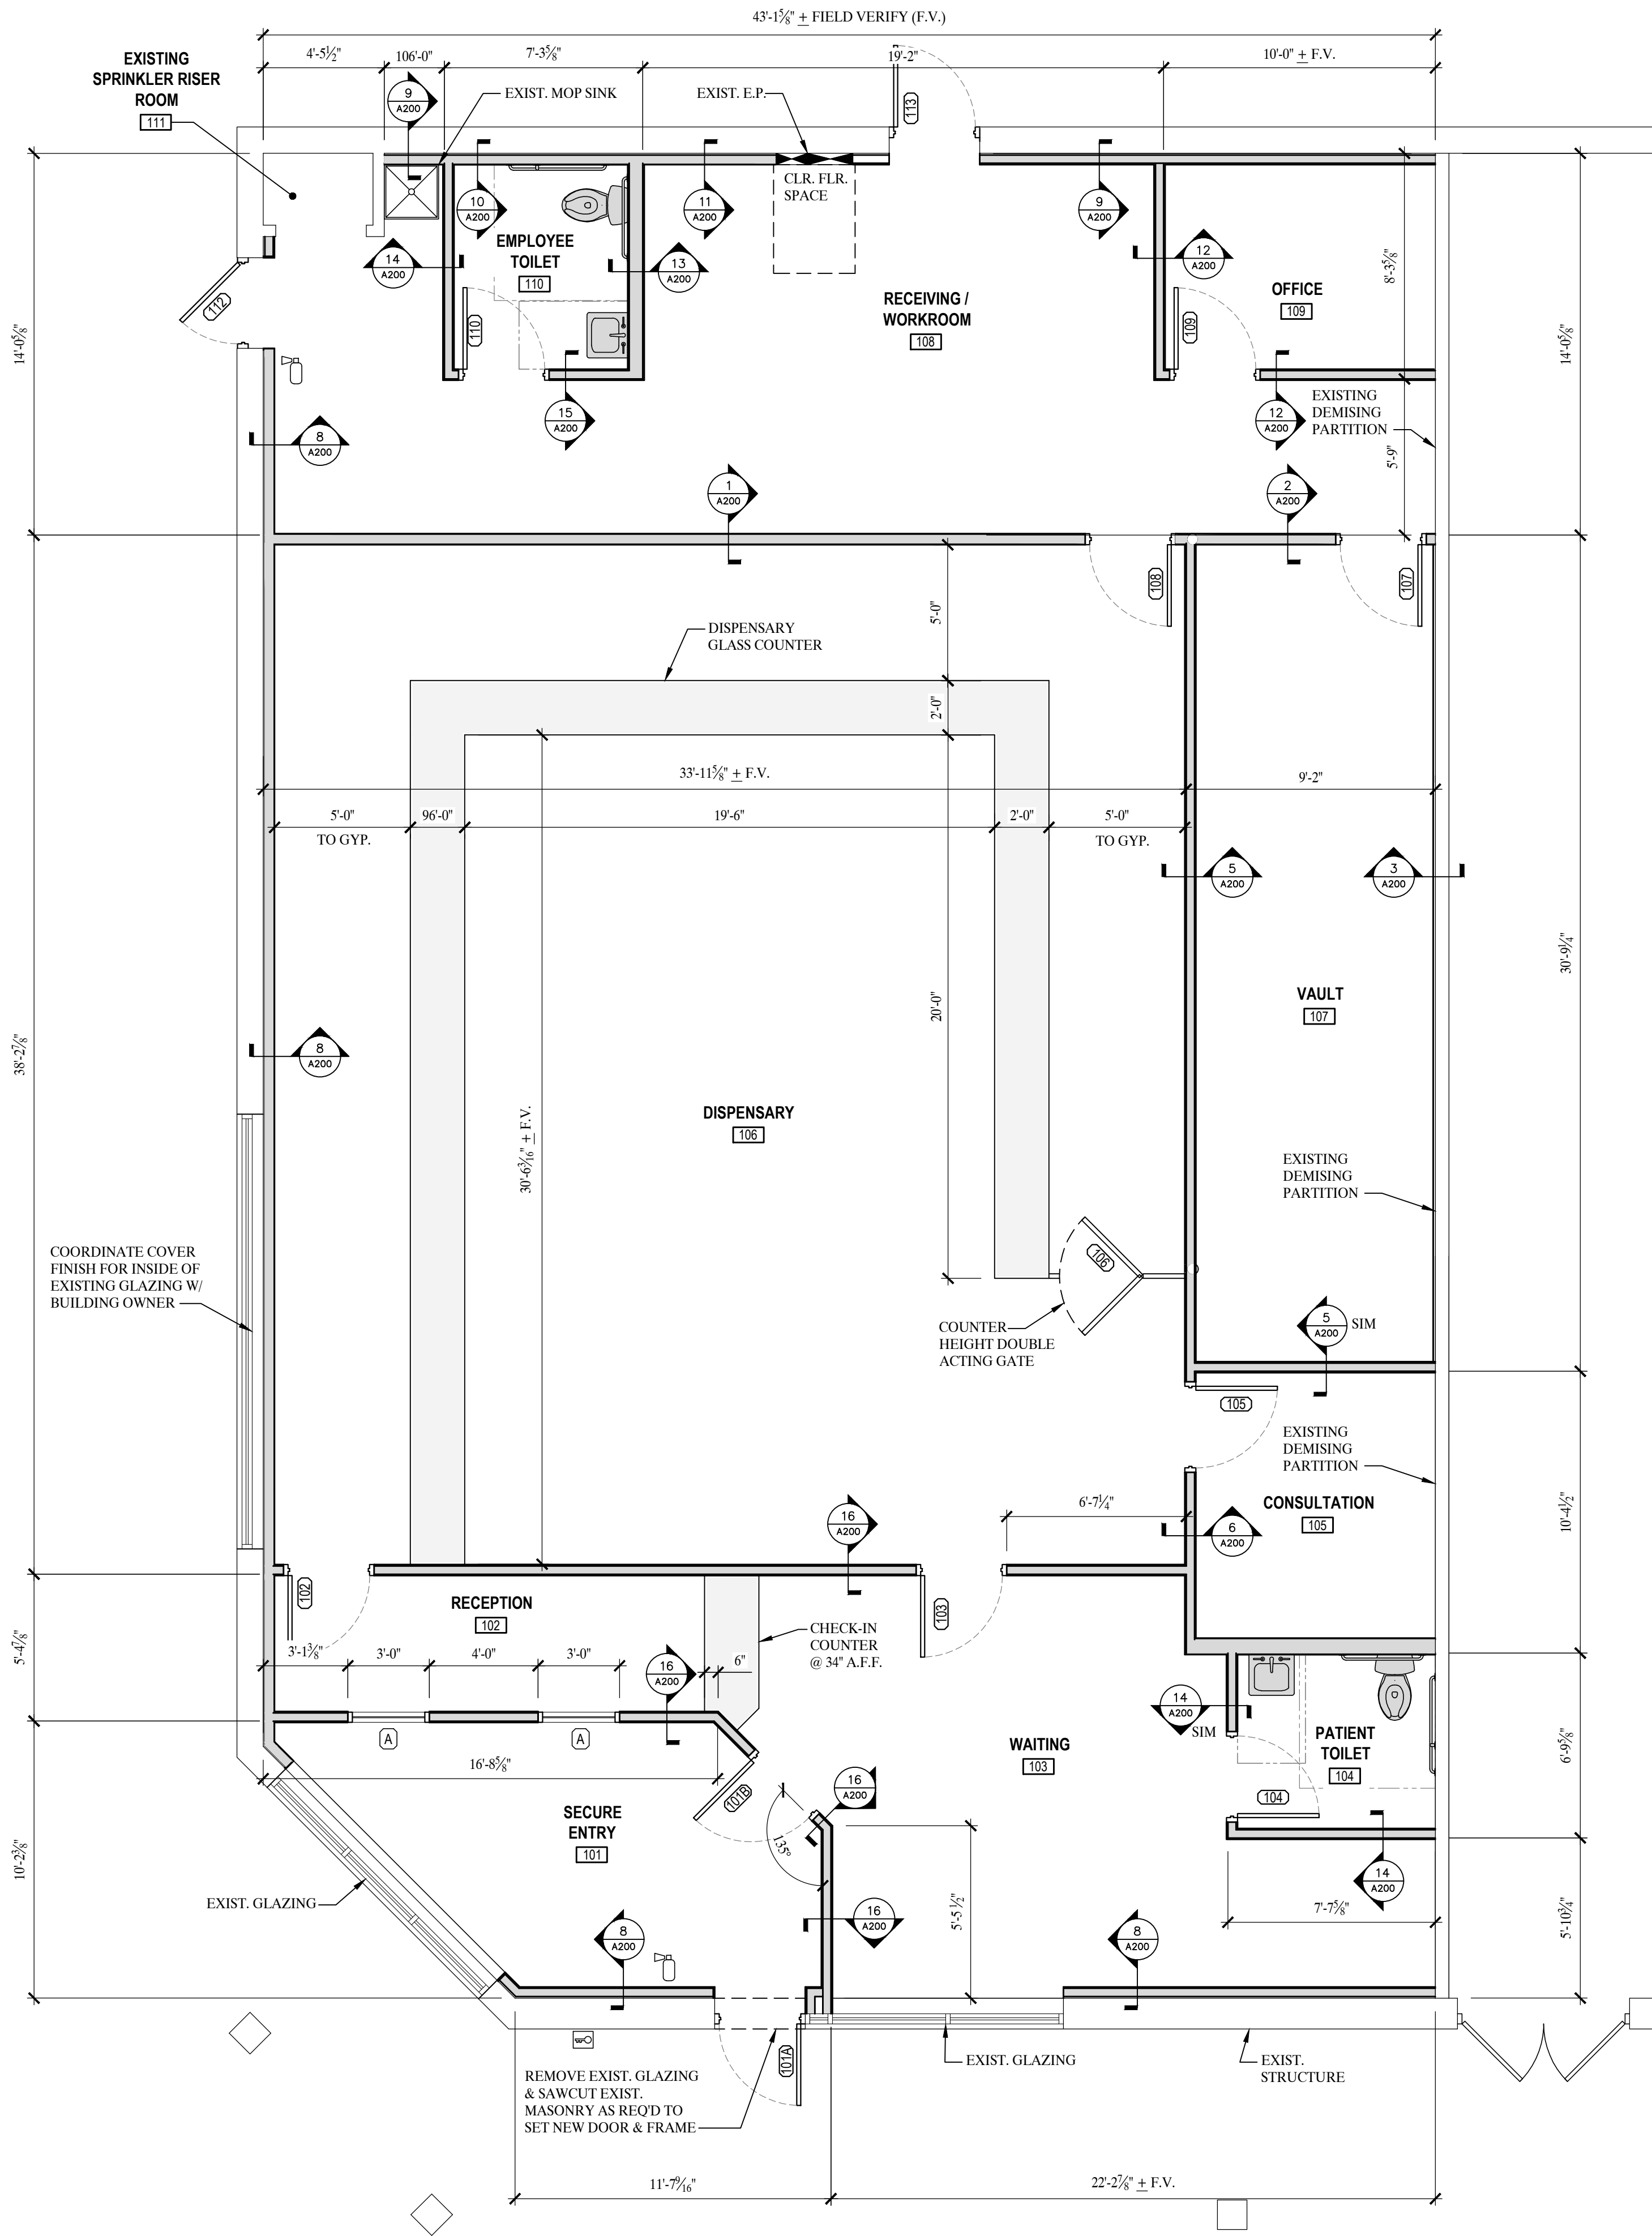 43'-1⅝" ± FIELD VERIFY (F.V.)
4'-5½"
106'-0"
7'-3⅝"
19'-2"
10'-0" ± F.V.
EXISTING
SPRINKLER RISER
ROOM
111
9
A200
EXIST. MOP SINK
EXIST. E.P.
113
CLR. FLR.
SPACE
10
A200
11
A200
9
A200
EMPLOYEE
TOILET
110
14
A200
13
A200
12
A200
8'-3⅝"
OFFICE
109
RECEIVING /
WORKROOM
108
112
110
109
14'-0⅝"
14'-0⅝"
15
A200
12
A200
EXISTING
DEMISING
PARTITION
8
A200
5'-9"
1
A200
2
A200
108
107
5'-0"
DISPENSARY
GLASS COUNTER
2'-0"
33'-11⅝" ± F.V.
9'-2"
5'-0"
TO GYP.
96'-0"
19'-6"
2'-0"
5'-0"
TO GYP.
5
A200
3
A200
30'-9¼"
20'-0"
VAULT
107
38'-2⅞"
8
A200
DISPENSARY
106
30'-6³⁄₁₆" ± F.V.
EXISTING
DEMISING
PARTITION
COORDINATE COVER
FINISH FOR INSIDE OF
EXISTING GLAZING W/
BUILDING OWNER
106
COUNTER
HEIGHT DOUBLE
ACTING GATE
5
A200
SIM
105
EXISTING
DEMISING
PARTITION
6'-7¼"
CONSULTATION
105
10'-4½"
16
A200
6
A200
102
RECEPTION
102
103
CHECK-IN
COUNTER
@ 34" A.F.F.
5'-4⅞"
3'-1⅜"
3'-0"
4'-0"
3'-0"
16
A200
6"
14
A200
SIM
A
A
PATIENT
TOILET
104
WAITING
103
6'-9⅝"
16'-8⅝"
101B
16
A200
104
SECURE
ENTRY
101
135°
10'-2⅜"
14
A200
EXIST. GLAZING
5'-5 ½"
7'-7⅝"
16
A200
8
A200
8
A200
5'-10¾"
101A
REMOVE EXIST. GLAZING
& SAWCUT EXIST.
MASONRY AS REQ'D TO
SET NEW DOOR & FRAME
EXIST. GLAZING
EXIST.
STRUCTURE
11'-7⁹⁄₁₆"
22'-2⅞" ± F.V.